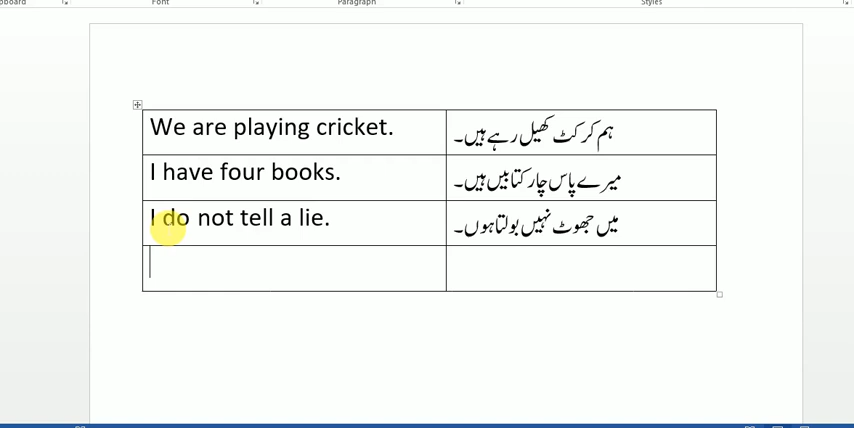 Font
Paragraph
Styles
We are playing cricket.
ہم کرکٹ کھیل رہے ہیں۔
I have four books.
میرے پاس چار کتابیں ہیں۔
I do not tell a lie.
میں جھوٹ نہیں بولتا ہوں۔